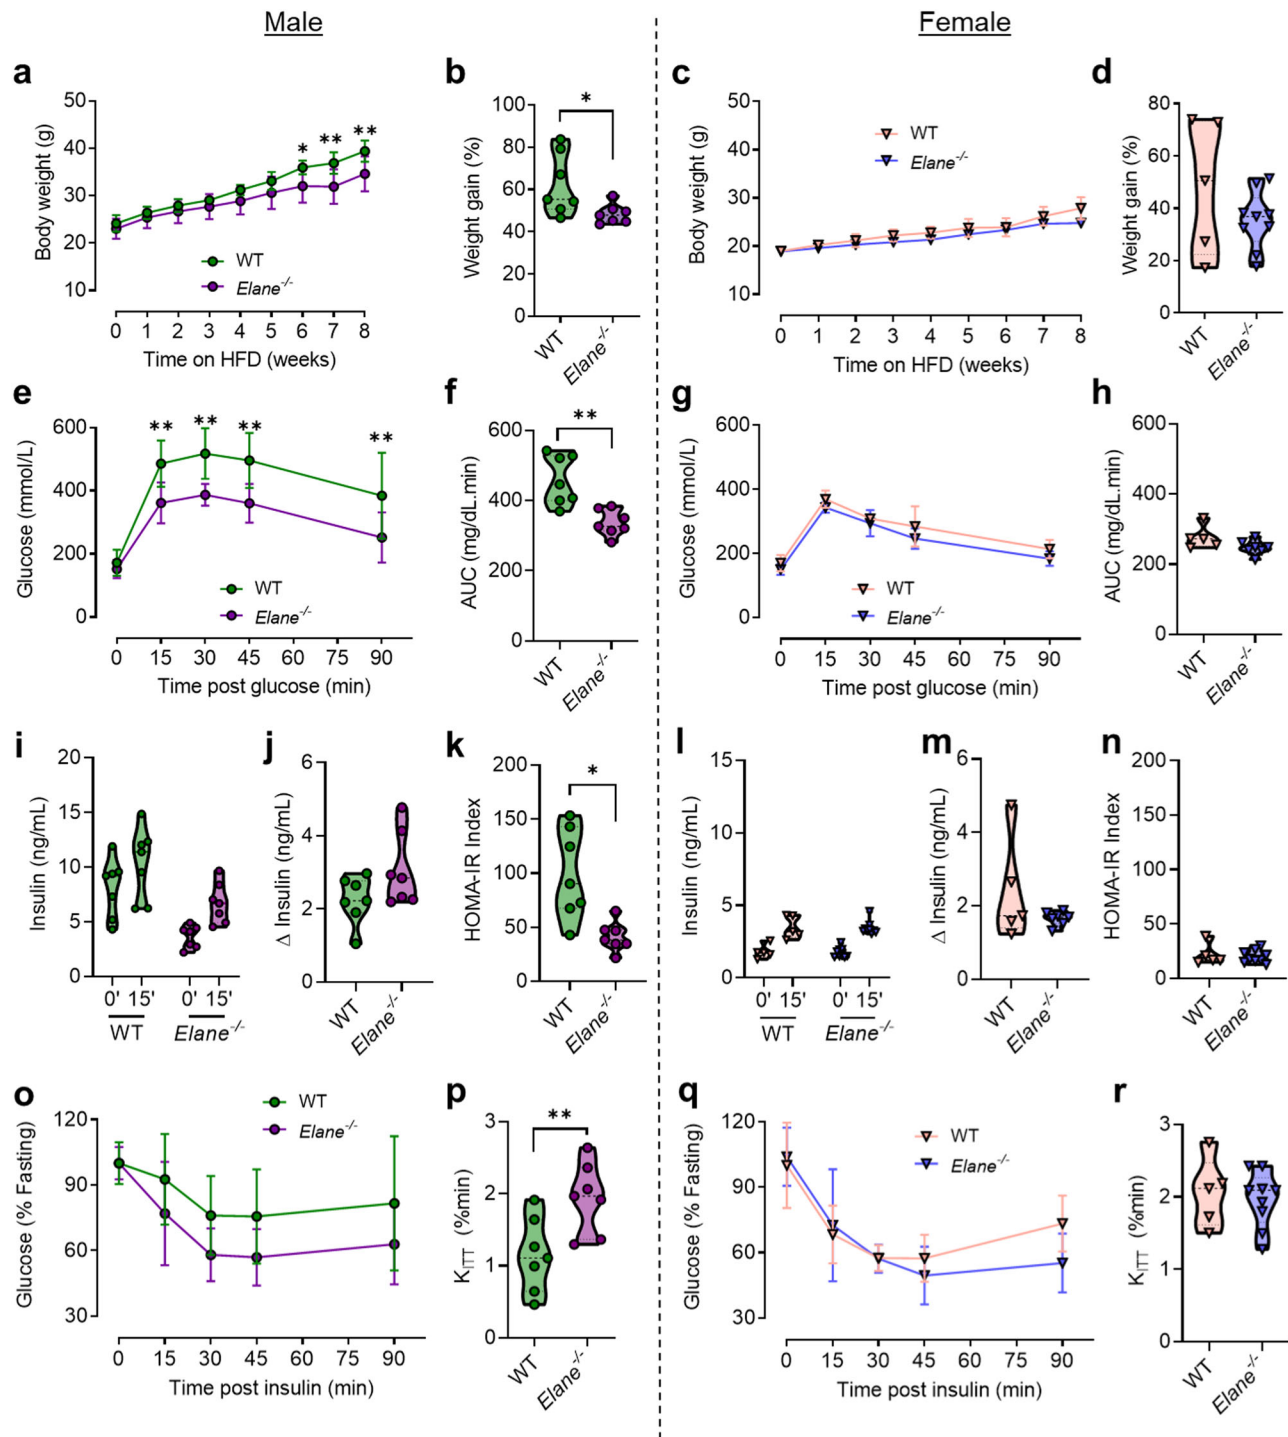 Male
Female
a
50
40
30
20
10
Body weight (g)
* ** **
WT
Elane-/-
0 1 2 3 4 5 6 7 8
Time on HFD (weeks)
b
100
80
60
40
20
0
Weight gain (%)
*
WT
Elane-/-
c
50
40
30
20
10
Body weight (g)
WT
Elane-/-
0 1 2 3 4 5 6 7 8
Time on HFD (weeks)
d
80
60
40
20
0
Weight gain (%)
WT
Elane-/-
e
600
400
200
0
Glucose (mmol/L)
** ** ** **
WT
Elane-/-
0 15 30 45 60 75 90
Time post glucose (min)
f
600
400
200
0
AUC (mg/dL.min)
**
WT
Elane-/-
g
600
400
200
0
Glucose (mmol/L)
WT
Elane-/-
0 15 30 45 60 75 90
Time post glucose (min)
h
600
400
200
0
AUC (mg/dL.min)
WT
Elane-/-
i
20
15
10
5
0
Insulin (ng/mL)
0' 15' 0' 15'
WT Elane-/-
j
6
4
2
0
Δ Insulin (ng/mL)
WT
Elane-/-
k
200
150
100
50
0
HOMA-IR Index
*
WT
Elane-/-
l
15
10
5
0
Insulin (ng/mL)
0' 15' 0' 15'
WT Elane-/-
m
6
4
2
0
Δ Insulin (ng/mL)
WT
Elane-/-
n
200
150
100
50
0
HOMA-IR Index
WT
Elane-/-
o
120
90
60
30
Glucose (% Fasting)
WT
Elane-/-
0 15 30 45 60 75 90
Time post insulin (min)
p
3
2
1
0
KITT (%min)
**
WT
Elane-/-
q
120
90
60
30
Glucose (% Fasting)
WT
Elane-/-
0 15 30 45 60 75 90
Time post insulin (min)
r
3
2
1
0
KITT (%min)
WT
Elane-/-